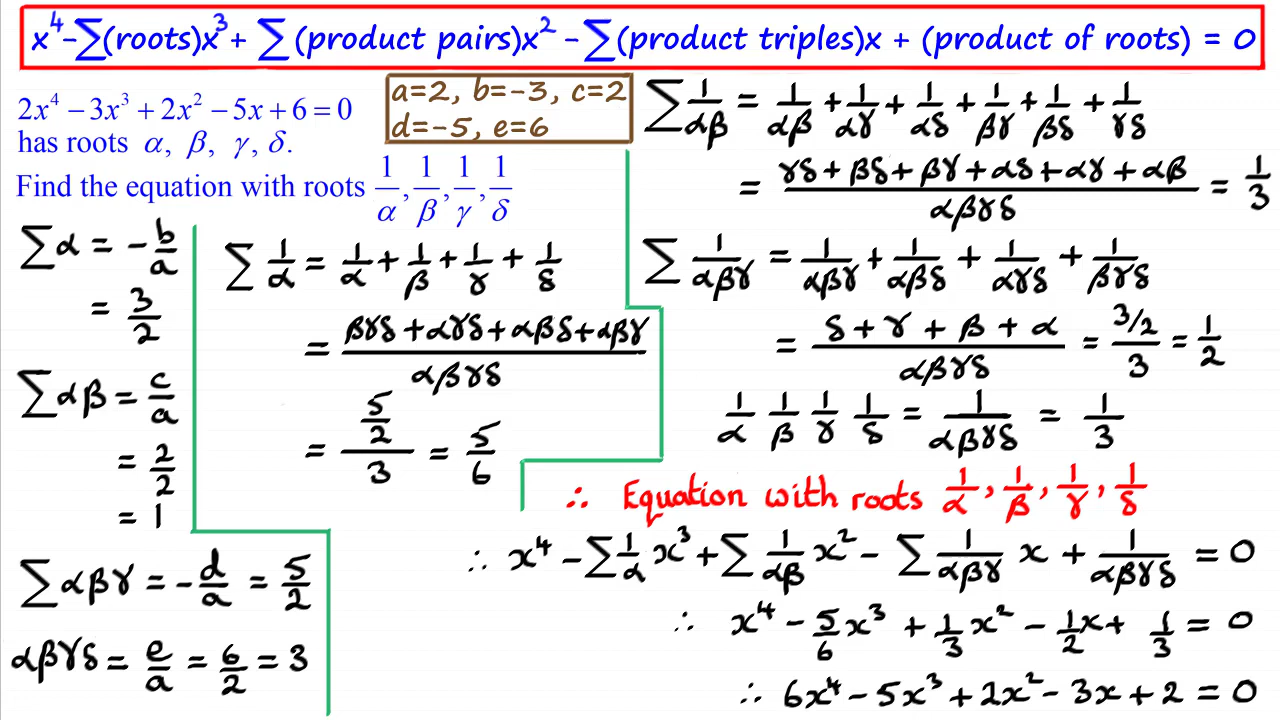 x⁴ - ∑(roots)x³ + ∑(product pairs)x² - ∑(product triples)x + (product of roots) = 0
2x⁴ - 3x³ + 2x² - 5x + 6 = 0
has roots α, β, γ, δ.
Find the equation with roots 1/α, 1/β, 1/γ, 1/δ
a=2, b=-3, c=2
d=-5, e=6
∑α = -b/a
= 3/2
∑αβ = c/a
= 2/2
= 1
∑αβγ = -d/a = 5/2
αβγδ = e/a = 6/2 = 3
∑ 1/α = 1/α + 1/β + 1/γ + 1/δ
= (βγδ + αγδ + αβδ + αβγ)/(αβγδ)
= (5/2)/3 = 5/6
∑ 1/αβ = 1/αβ + 1/αγ + 1/αδ + 1/βγ + 1/βδ + 1/γδ
= (γδ + βδ + βγ + αδ + αγ + αβ)/(αβγδ) = 1/3
∑ 1/αβγ = 1/αβγ + 1/αβδ + 1/αγδ + 1/βγδ
= (δ + γ + β + α)/(αβγδ) = (3/2)/3 = 1/2
1/α 1/β 1/γ 1/δ = 1/αβγδ = 1/3
∴ Equation with roots 1/α, 1/β, 1/γ, 1/δ
∴ x⁴ - ∑ 1/α x³ + ∑ 1/αβ x² - ∑ 1/αβγ x + 1/αβγδ = 0
∴ x⁴ - 5/6 x³ + 1/3 x² - 1/2 x + 1/3 = 0
∴ 6x⁴ - 5x³ + 2x² - 3x + 2 = 0